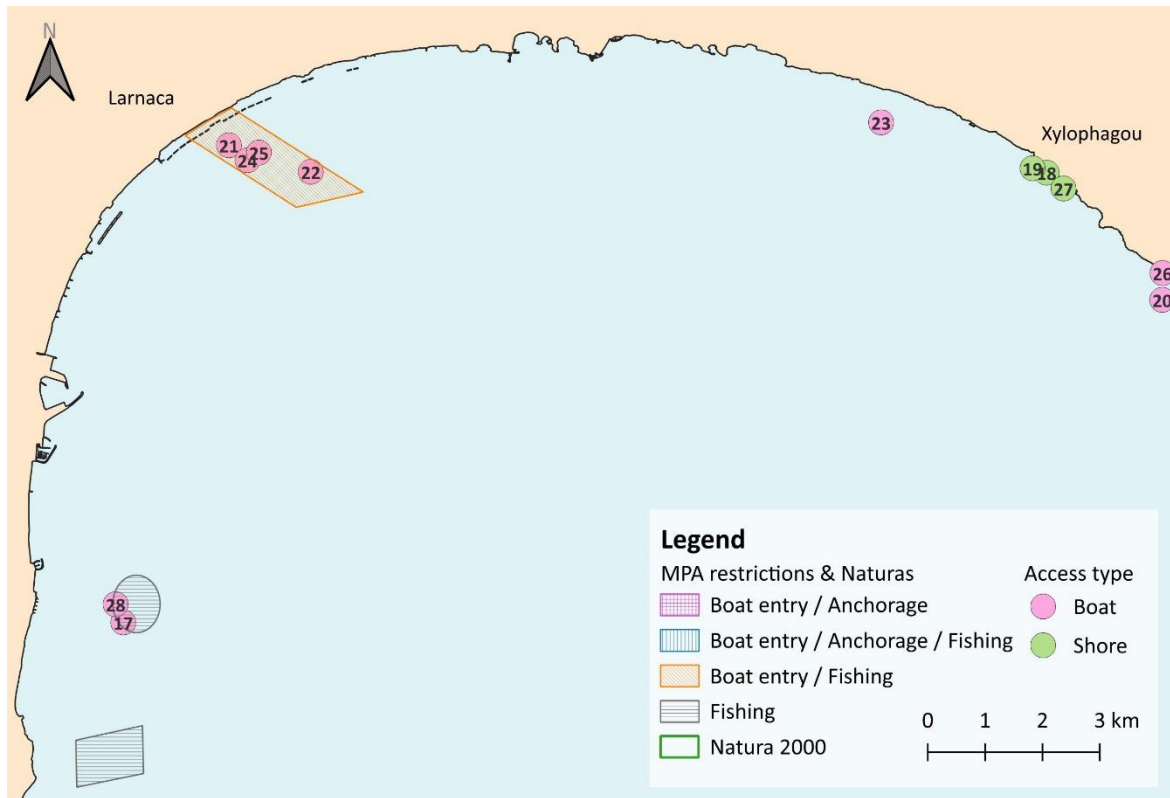 N
Larnaca
23
Xylophagou
21
25
24
22
19
18
27
26
20
28
17
Legend
MPA restrictions & Naturas
Boat entry / Anchorage
Boat entry / Anchorage / Fishing
Boat entry / Fishing
Fishing
Natura 2000
Access type
Boat
Shore
0 1 2 3 km